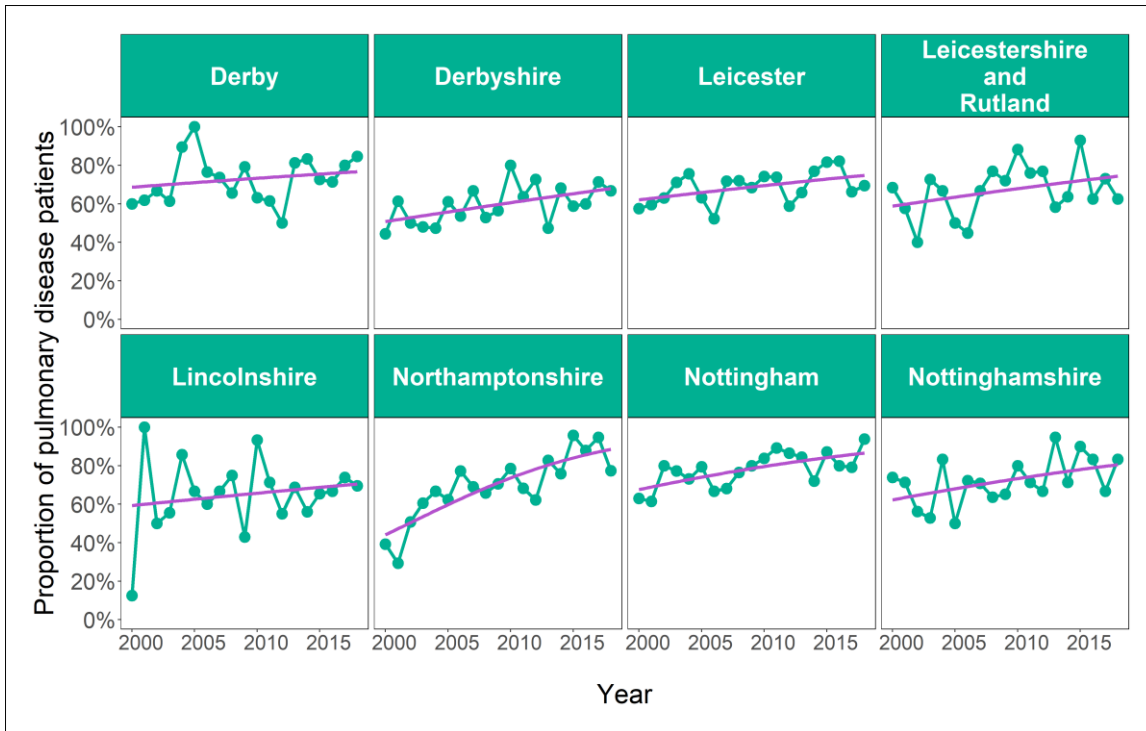 Derby
Derbyshire
Leicester
Leicestershire
and
Rutland
100%
80%
60%
40%
20%
0%
Lincolnshire
Northamptonshire
Nottingham
Nottinghamshire
100%
80%
60%
40%
20%
0%
2000 2005 2010 2015
2000 2005 2010 2015
2000 2005 2010 2015
2000 2005 2010 2015
Proportion of pulmonary disease patients
Year